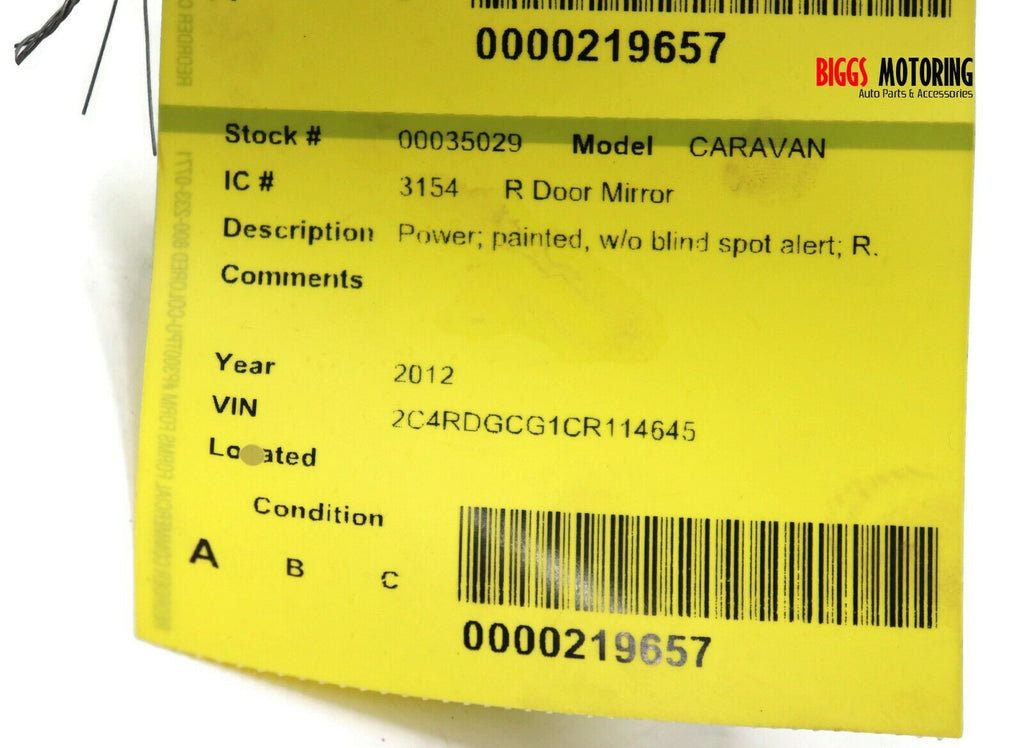 0000219657
BIGGS MOTORING
Auto Parts & Accessories
Stock # 00035029 Model CARAVAN
IC # 3154 R Door Mirror
Description Power; painted, w/o blind spot alert; R.
Comments
Year 2012
VIN 2C4RDGCG1CR114645
Located
Condition
A B C
0000219657